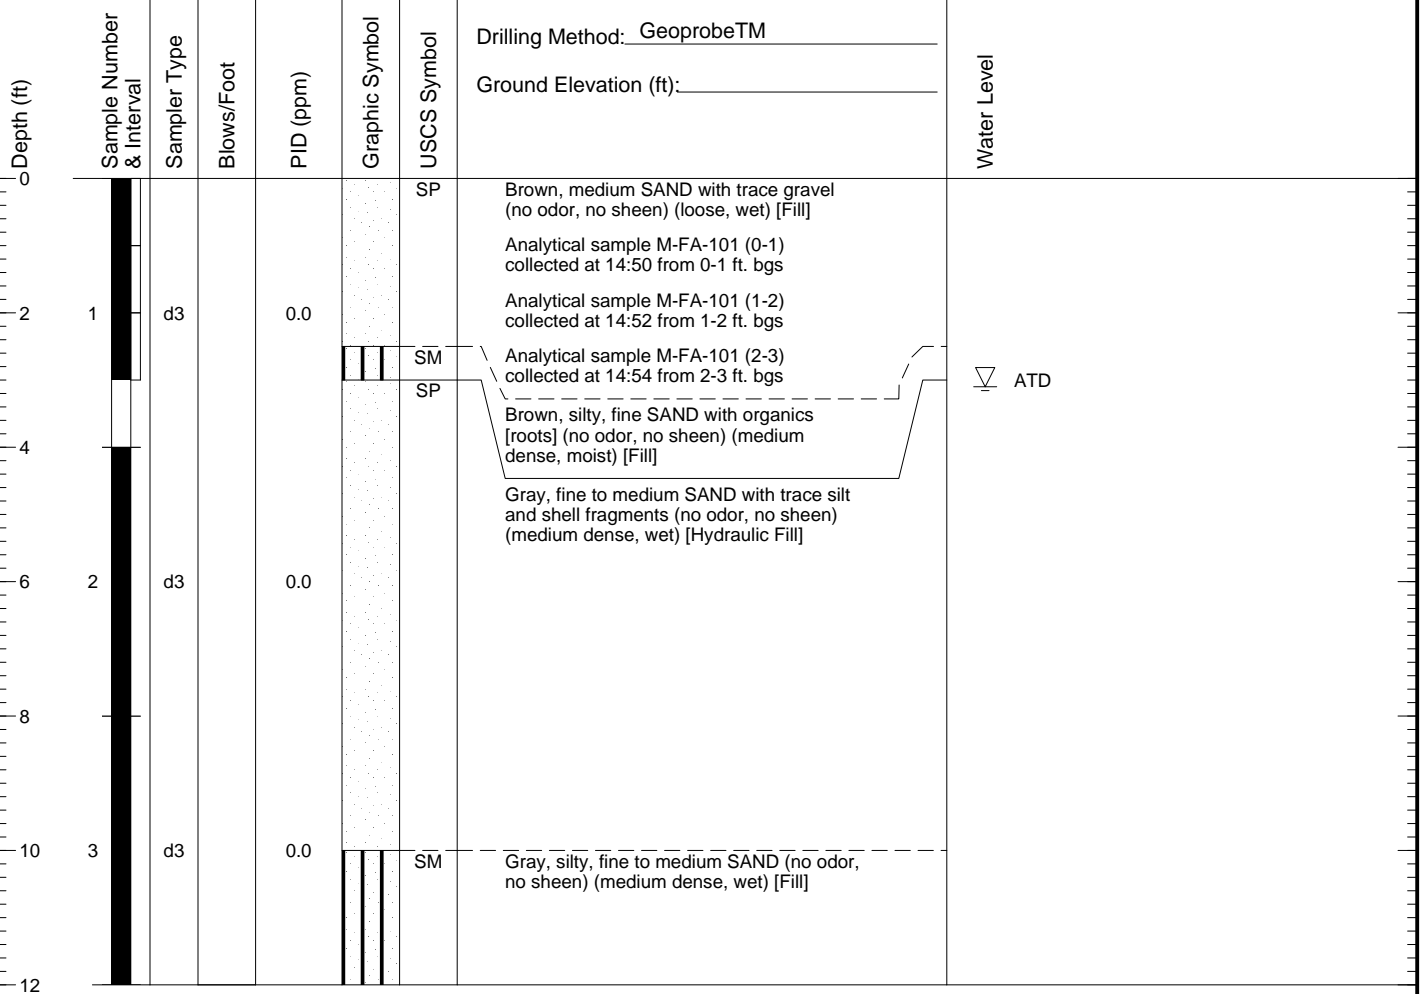 Depth (ft)
Sample Number
& Interval
Sampler Type
Blows/Foot
PID (ppm)
Graphic Symbol
USCS Symbol
Drilling Method: GeoprobeTM
Ground Elevation (ft):
Water Level
0
SP
Brown, medium SAND with trace gravel
(no odor, no sheen) (loose, wet) [Fill]
Analytical sample M-FA-101 (0-1)
collected at 14:50 from 0-1 ft. bgs
Analytical sample M-FA-101 (1-2)
collected at 14:52 from 1-2 ft. bgs
2 1 d3 0.0
SM
Analytical sample M-FA-101 (2-3)
collected at 14:54 from 2-3 ft. bgs
ATD
SP
Brown, silty, fine SAND with organics
[roots] (no odor, no sheen) (medium
dense, moist) [Fill]
4
Gray, fine to medium SAND with trace silt
and shell fragments (no odor, no sheen)
(medium dense, wet) [Hydraulic Fill]
6 2 d3 0.0
8
10 3 d3 0.0
SM
Gray, silty, fine to medium SAND (no odor,
no sheen) (medium dense, wet) [Fill]
12